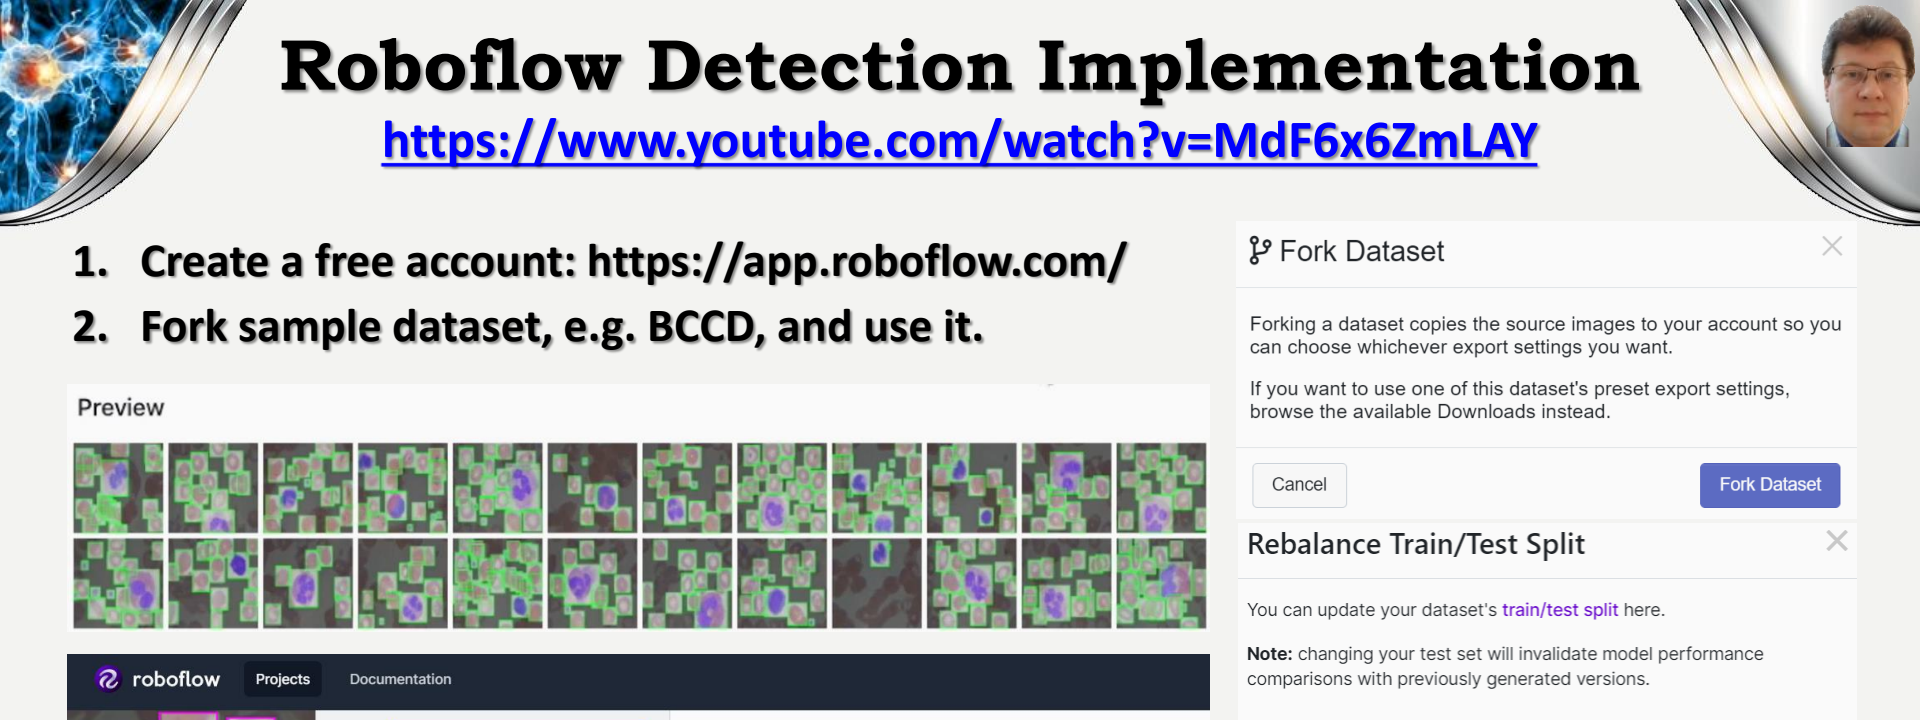 Roboflow Detection Implementation
https://www.youtube.com/watch?v=MdF6x6ZmLAY
1. Create a free account: https://app.roboflow.com/
2. Fork sample dataset, e.g. BCCD, and use it.
Preview
roboflow Projects Documentation
Fork Dataset
Forking a dataset copies the source images to your account so you
can choose whichever export settings you want.
If you want to use one of this dataset's preset export settings,
browse the available Downloads instead.
Cancel Fork Dataset
Rebalance Train/Test Split
You can update your dataset's train/test split here.
Note: changing your test set will invalidate model performance
comparisons with previously generated versions.